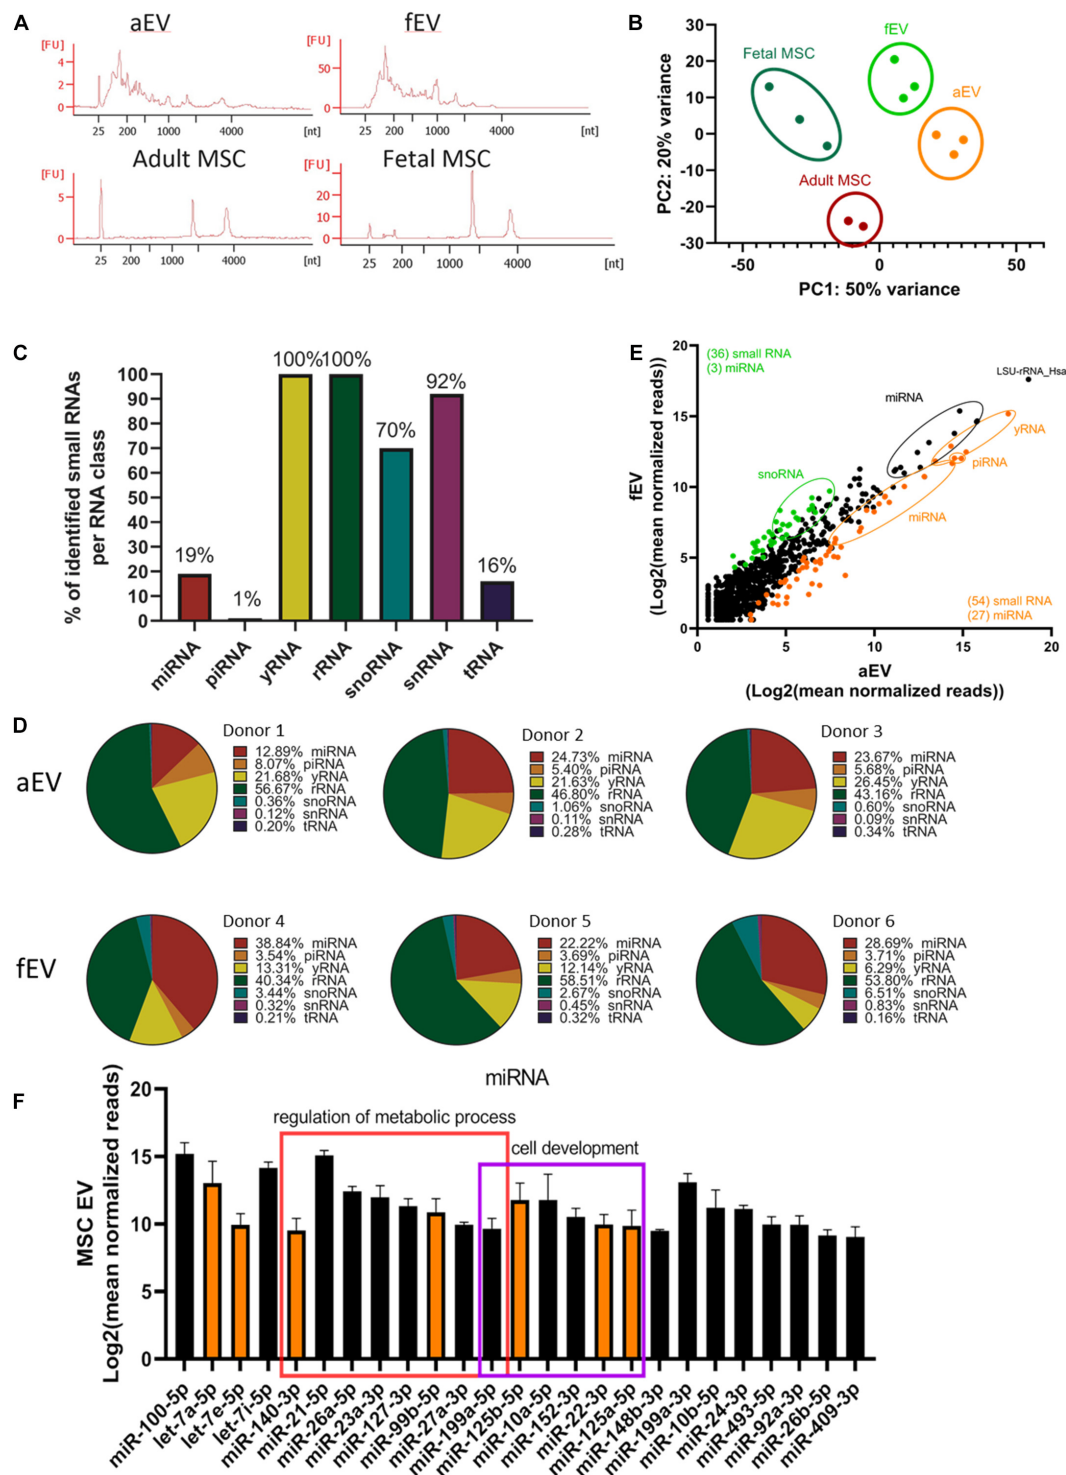 A
aEV
fEV
[FU]
4
2
0
25 200 1000 4000 [nt]
[FU]
50
0
25 200 1000 4000 [nt]
Adult MSC
Fetal MSC
[FU]
5
0
25 200 1000 4000 [nt]
[FU]
20
10
0
25 200 1000 4000 [nt]
B
PC2: 20% variance
30
20
10
0
-10
-20
-30
Fetal MSC
fEV
aEV
Adult MSC
-50 0 50
PC1: 50% variance
C
% of identified small RNAs
per RNA class
100
90
80
70
60
50
40
30
20
10
0
19%
1%
100%
100%
70%
92%
16%
miRNA
piRNA
yRNA
rRNA
snoRNA
snRNA
tRNA
E
fEV
(Log2(mean normalized reads))
20
15
10
5
0
(36) small RNA
(3) miRNA
LSU-rRNA_Hsa
miRNA
yRNA
piRNA
snoRNA
miRNA
(54) small RNA
(27) miRNA
0 5 10 15 20
aEV
(Log2(mean normalized reads))
D
aEV
Donor 1
12.89% miRNA
8.07% piRNA
21.68% yRNA
56.67% rRNA
0.36% snoRNA
0.12% snRNA
0.20% tRNA
Donor 2
24.73% miRNA
5.40% piRNA
21.63% yRNA
46.80% rRNA
1.06% snoRNA
0.11% snRNA
0.28% tRNA
Donor 3
23.67% miRNA
5.68% piRNA
26.45% yRNA
43.16% rRNA
0.60% snoRNA
0.09% snRNA
0.34% tRNA
fEV
Donor 4
38.84% miRNA
3.54% piRNA
13.31% yRNA
40.34% rRNA
3.44% snoRNA
0.32% snRNA
0.21% tRNA
Donor 5
22.22% miRNA
3.69% piRNA
12.14% yRNA
58.51% rRNA
2.67% snoRNA
0.45% snRNA
0.32% tRNA
Donor 6
28.69% miRNA
3.71% piRNA
6.29% yRNA
53.80% rRNA
6.51% snoRNA
0.83% snRNA
0.16% tRNA
F
miRNA
MSC EV
Log2(mean normalized reads)
20
15
10
5
0
regulation of metabolic process
cell development
miR-100-5p
let-7a-5p
let-7e-5p
let-7i-5p
miR-140-3p
miR-21-5p
miR-26a-5p
miR-23a-3p
miR-127-3p
miR-99b-5p
miR-27a-3p
miR-199a-5p
miR-125b-5p
miR-10a-5p
miR-152-3p
miR-22-3p
miR-125a-5p
miR-148b-3p
miR-199a-3p
miR-10b-5p
miR-24-3p
miR-493-5p
miR-92a-3p
miR-26b-5p
miR-409-3p